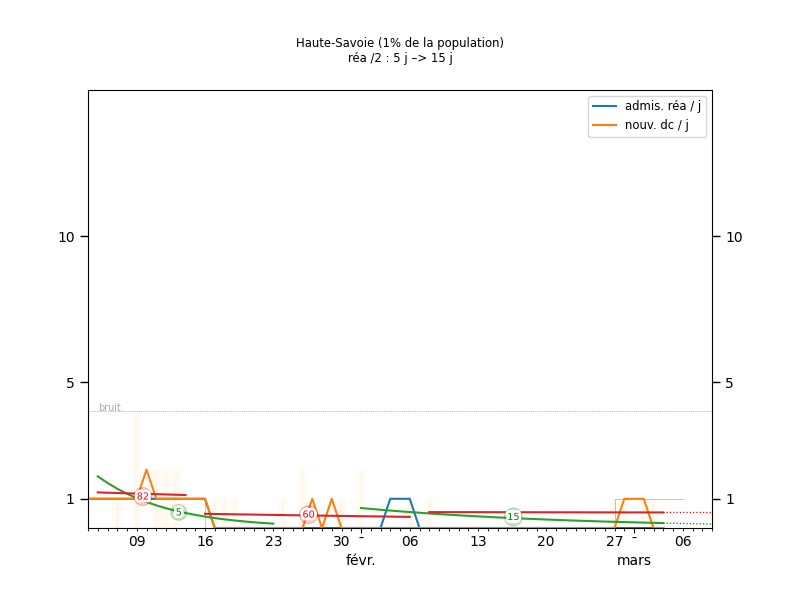 Haute-Savoie (1% de la population)
réa /2 : 5 j –> 15 j
admis. réa / j
nouv. dc / j
10
10
5
5
bruit
1
1
82
5
60
15
09
16
23
30
06
13
20
27
06
févr.
mars